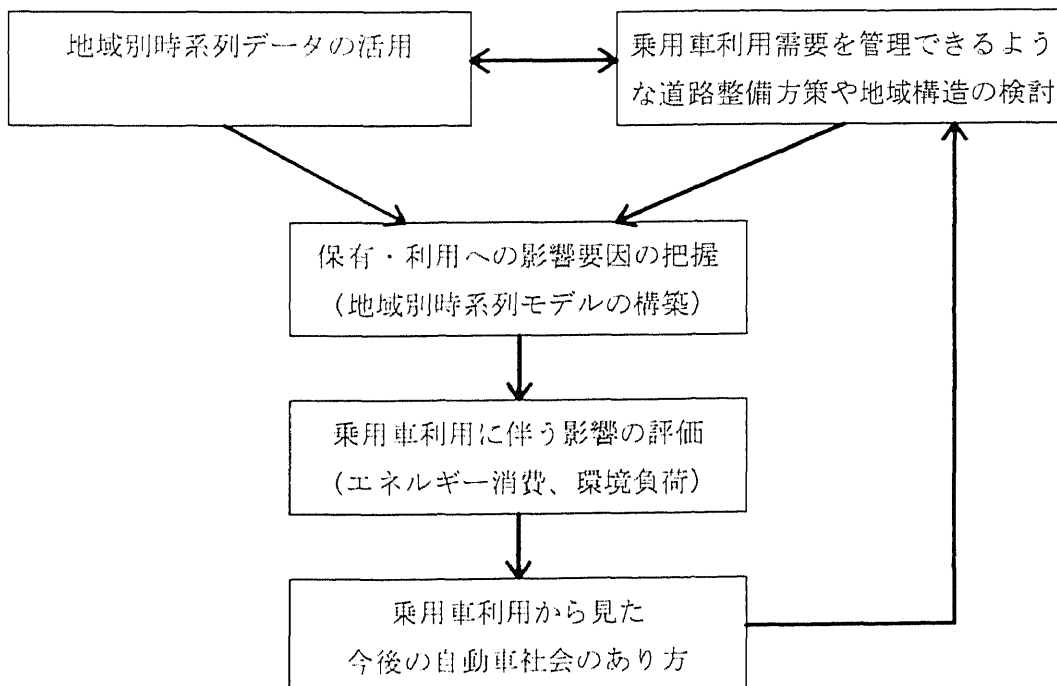 地域別時系列データの活用
乗用車利用需要を管理できるよう
な道路整備方策や地域構造の検討
保有・利用への影響要因の把握
(地域別時系列モデルの構築)
乗用車利用に伴う影響の評価
(エネルギー消費、環境負荷)
乗用車利用から見た
今後の自動車社会のあり方